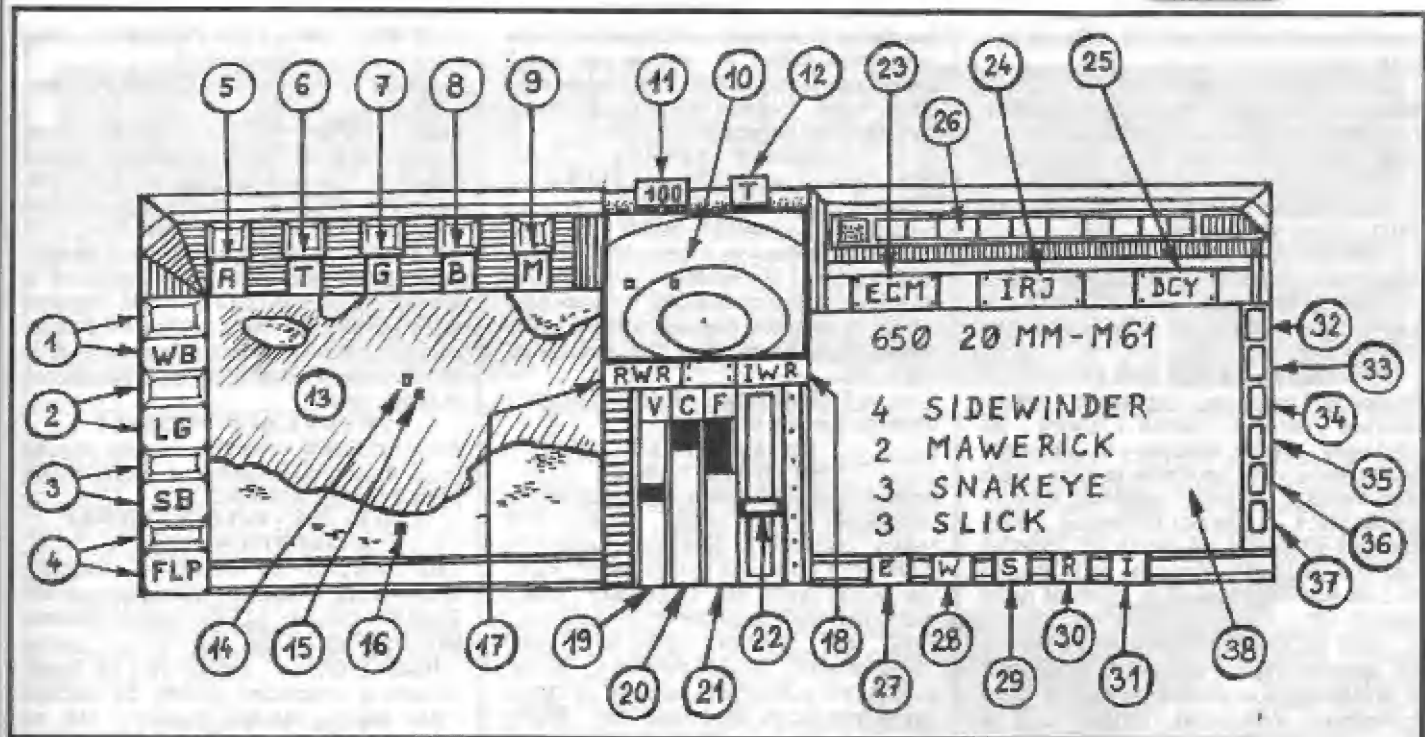 5 6 7 8 9 11 10 12 23 24 25
26
100 T
A T G B M
ECM IRJ DCY
1 WB
2 LG
3 SB
4 FLP
13
RWR IWR
V C F
650 20 MM-M61
4 SIDEWINDER
2 MAWERICK
3 SNAKEYE
3 SLICK
32
33
34
35
36
37
E W S R I
14 15 16 17 19 22 18 38
20 21 27 28 29 30 31